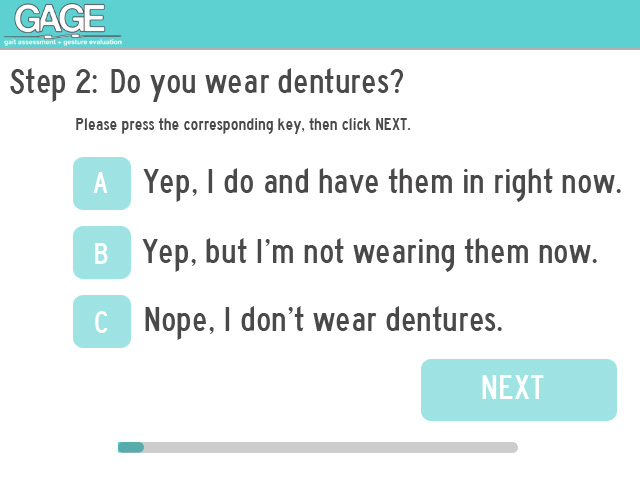 GAGE
gait assessment + gesture evaluation
Step 2: Do you wear dentures?
Please press the corresponding key, then click NEXT.
A Yep, I do and have them in right now.
B Yep, but I'm not wearing them now.
C Nope, I don't wear dentures.
NEXT